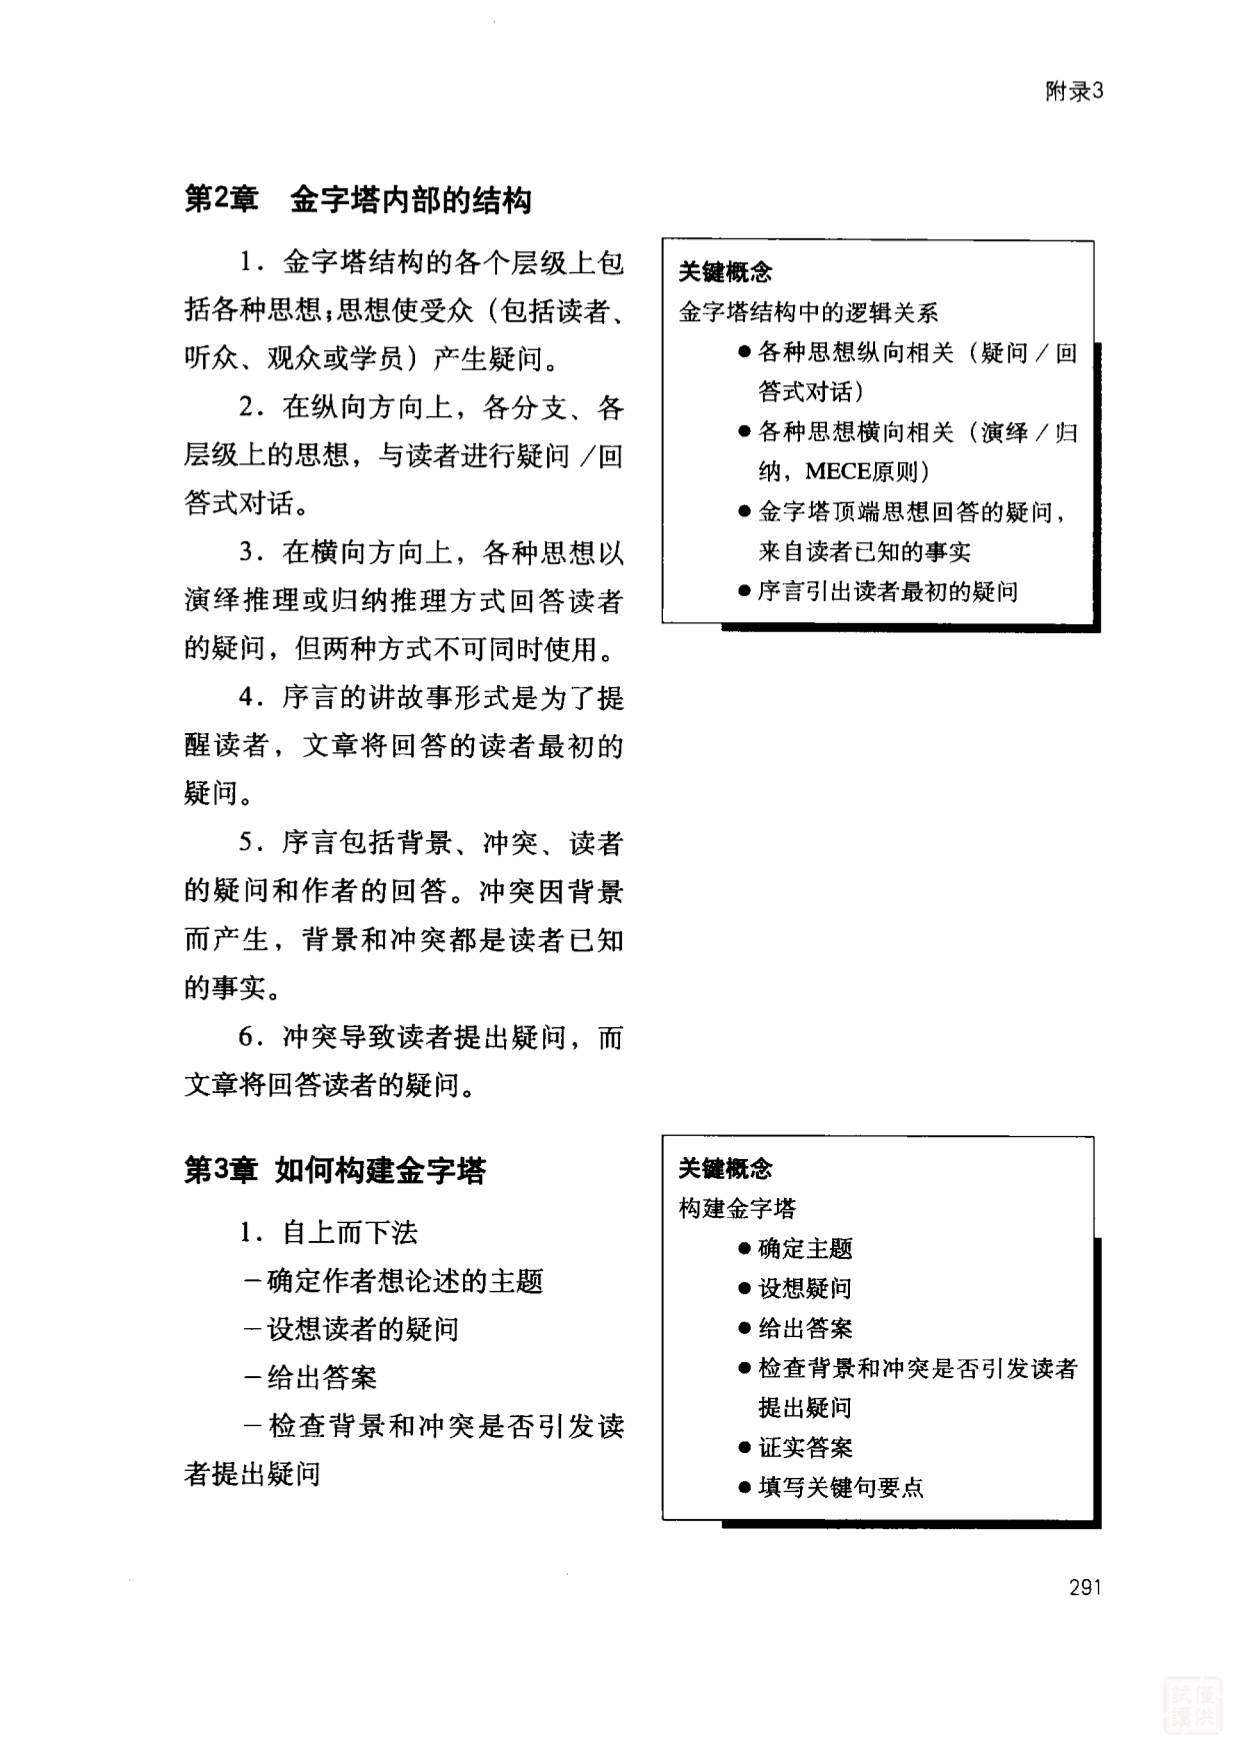 附录3
第2章　金字塔内部的结构
1．金字塔结构的各个层级上包
括各种思想；思想使受众（包括读者、
听众、观众或学员）产生疑问。
2．在纵向方向上，各分支、各
层级上的思想，与读者进行疑问／回
答式对话。
3．在横向方向上，各种思想以
演绎推理或归纳推理方式回答读者
的疑问，但两种方式不可同时使用。
4．序言的讲故事形式是为了提
醒读者，文章将回答的读者最初的
疑问。
5．序言包括背景、冲突、读者
的疑问和作者的回答。冲突因背景
而产生，背景和冲突都是读者已知
的事实。
6．冲突导致读者提出疑问，而
文章将回答读者的疑问。
关键概念
金字塔结构中的逻辑关系
●各种思想纵向相关（疑问／回
答式对话）
●各种思想横向相关（演绎／归
纳，MECE原则）
●金字塔顶端思想回答的疑问，
来自读者已知的事实
●序言引出读者最初的疑问
第3章 如何构建金字塔
1．自上而下法
－确定作者想论述的主题
－设想读者的疑问
－给出答案
－检查背景和冲突是否引发读
者提出疑问
关键概念
构建金字塔
●确定主题
●设想疑问
●给出答案
●检查背景和冲突是否引发读者
提出疑问
●证实答案
●填写关键句要点
291
試僅
讀供